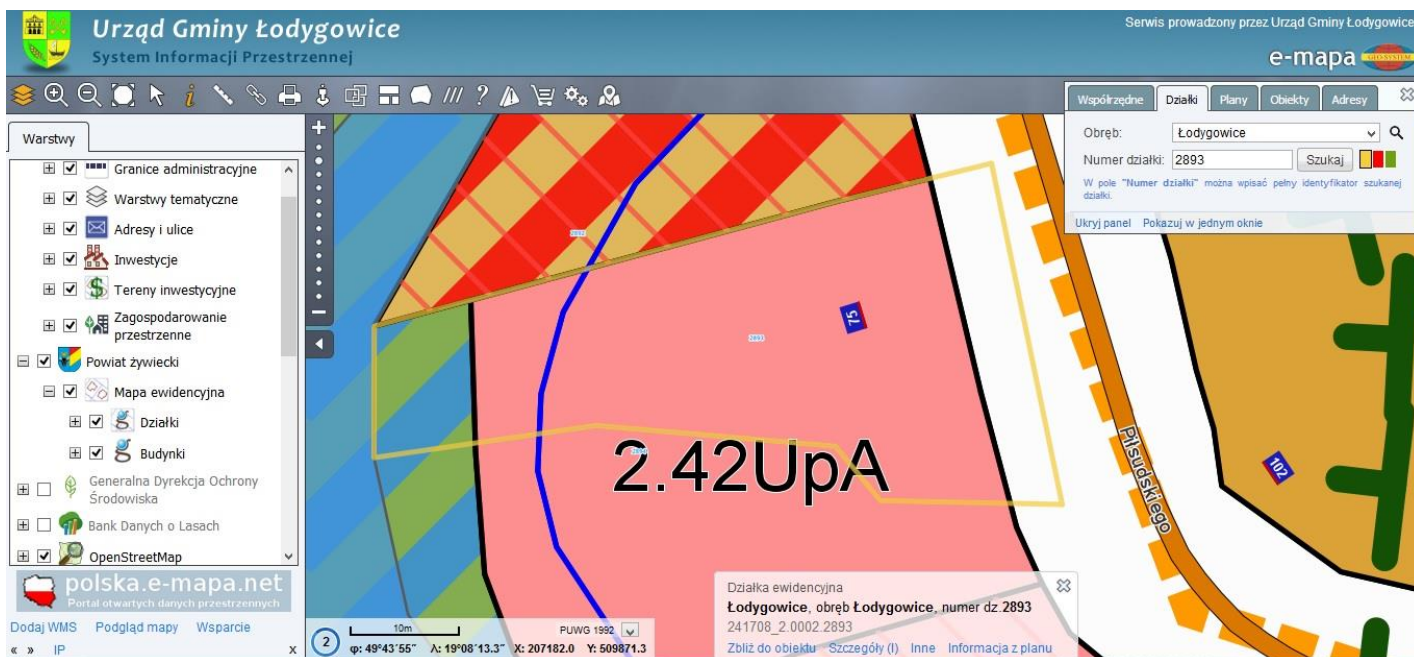 Urząd Gminy Łodygowice
System Informacji Przestrzennej
Serwis prowadzony przez Urząd Gminy Łodygowice
e-mapa
GEO-SYSTEM
Warstwy
Granice administracyjne
Warstwy tematyczne
Adresy i ulice
Inwestycje
Tereny inwestycyjne
Zagospodarowanie
przestrzenne
Powiat żywiecki
Mapa ewidencyjna
Działki
Budynki
Generalna Dyrekcja Ochrony
Środowiska
Bank Danych o Lasach
OpenStreetMap
polska.e-mapa.net
Portal otwartych danych przestrzennych
Dodaj WMS Podgląd mapy Wsparcie
« » IP X
Współrzędne Działki Plany Obiekty Adresy
Obręb: Łodygowice
Numer działki: 2893 Szukaj
W pole "Numer działki" można wpisać pełny identyfikator szukanej
działki.
Ukryj panel Pokazuj w jednym oknie
2892
75
2893
2.42UpA
Piłsudskiego
102
Działka ewidencyjna
Łodygowice, obręb Łodygowice, numer dz.2893
241708_2.0002.2893
Zbliż do obiektu Szczegóły (I) Inne Informacja z planu
2 10m PUWG 1992
φ: 49°43'55" λ: 19°08'13.3" X: 207182.0 Y: 509871.3